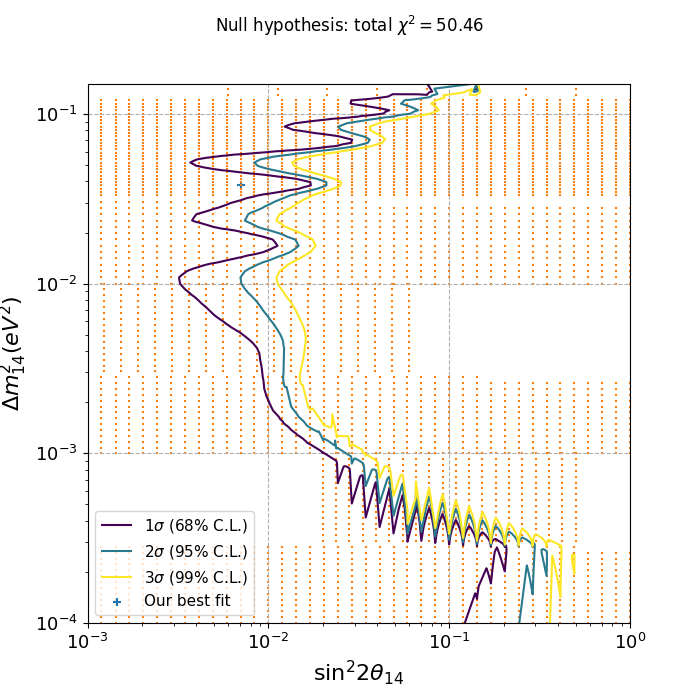 Null hypothesis: total χ² = 50.46
Δm²₁₄(eV²)
10⁻¹
10⁻²
10⁻³
10⁻⁴
1σ (68% C.L.)
2σ (95% C.L.)
3σ (99% C.L.)
Our best fit
10⁻³
10⁻²
10⁻¹
10⁰
sin²2θ₁₄